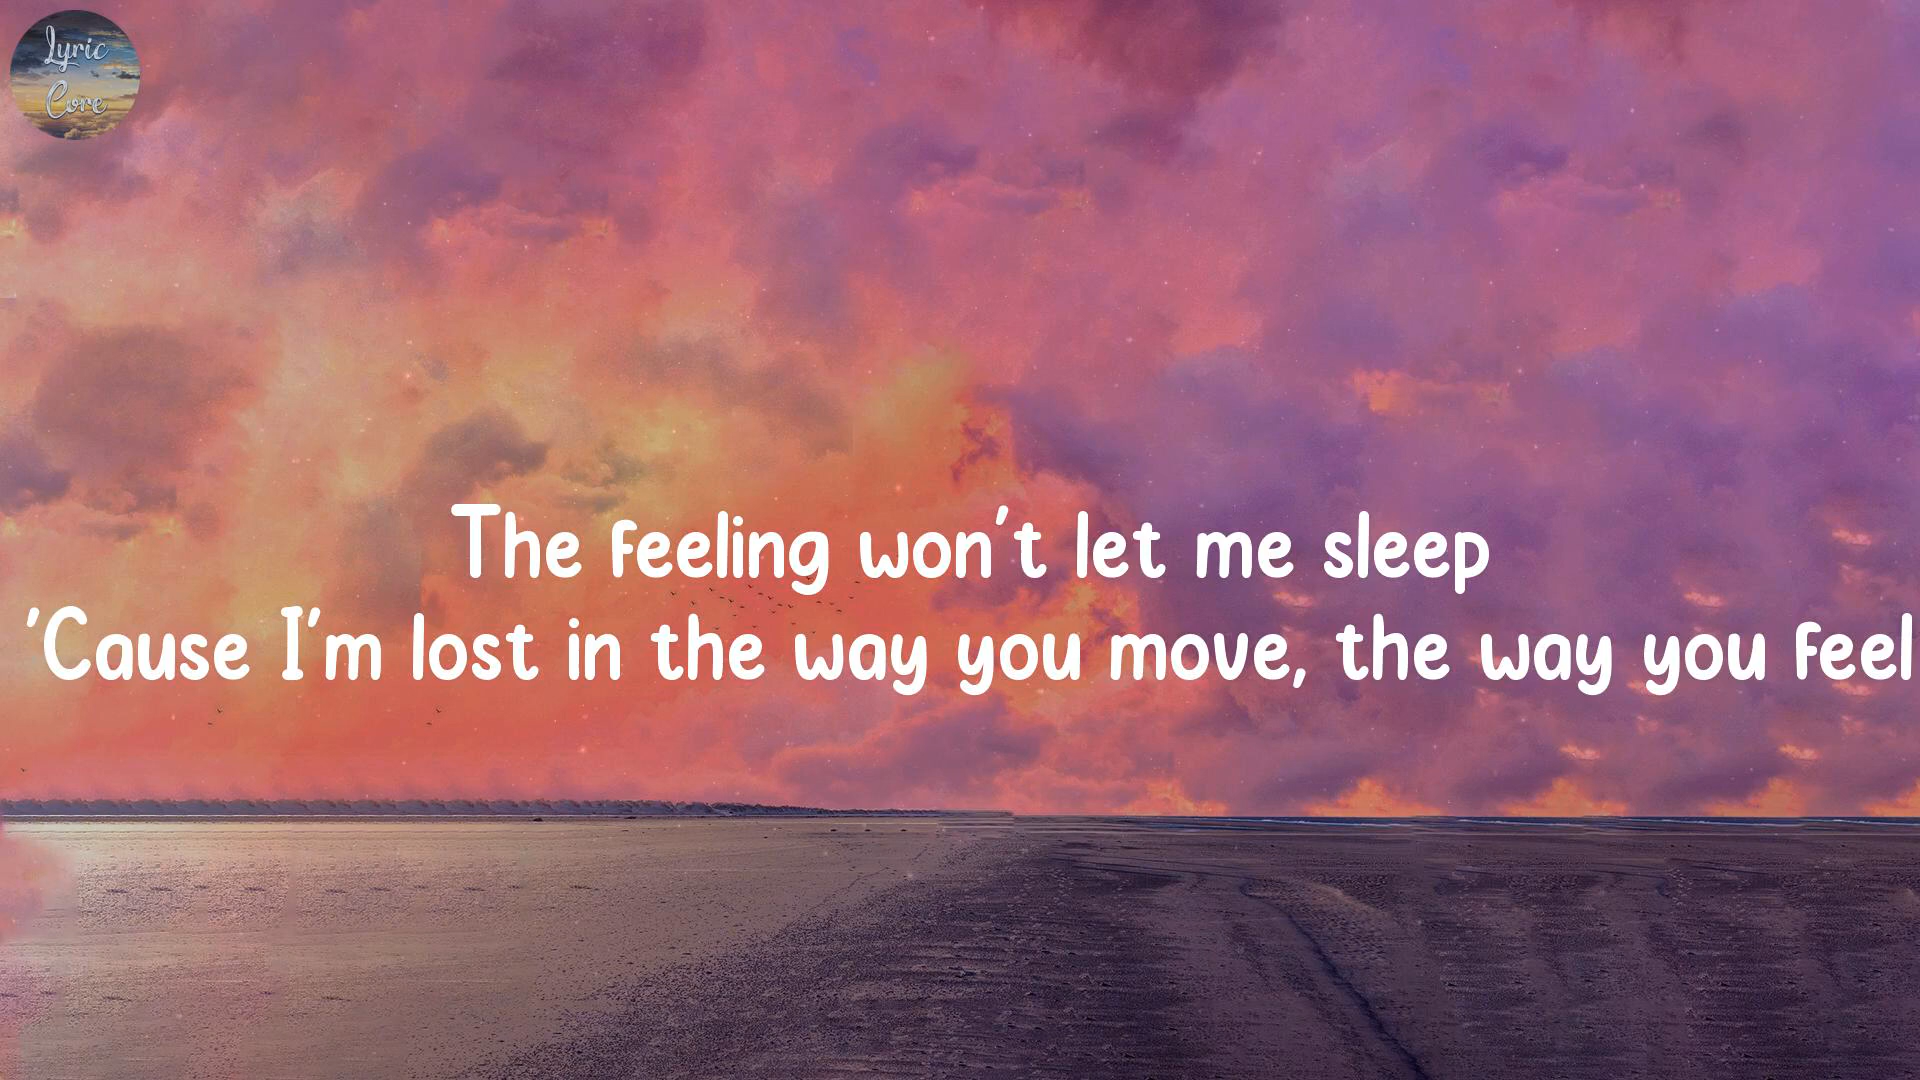 Lyric
Core
The feeling won't let me sleep
'Cause I'm lost in the way you move, the way you feel